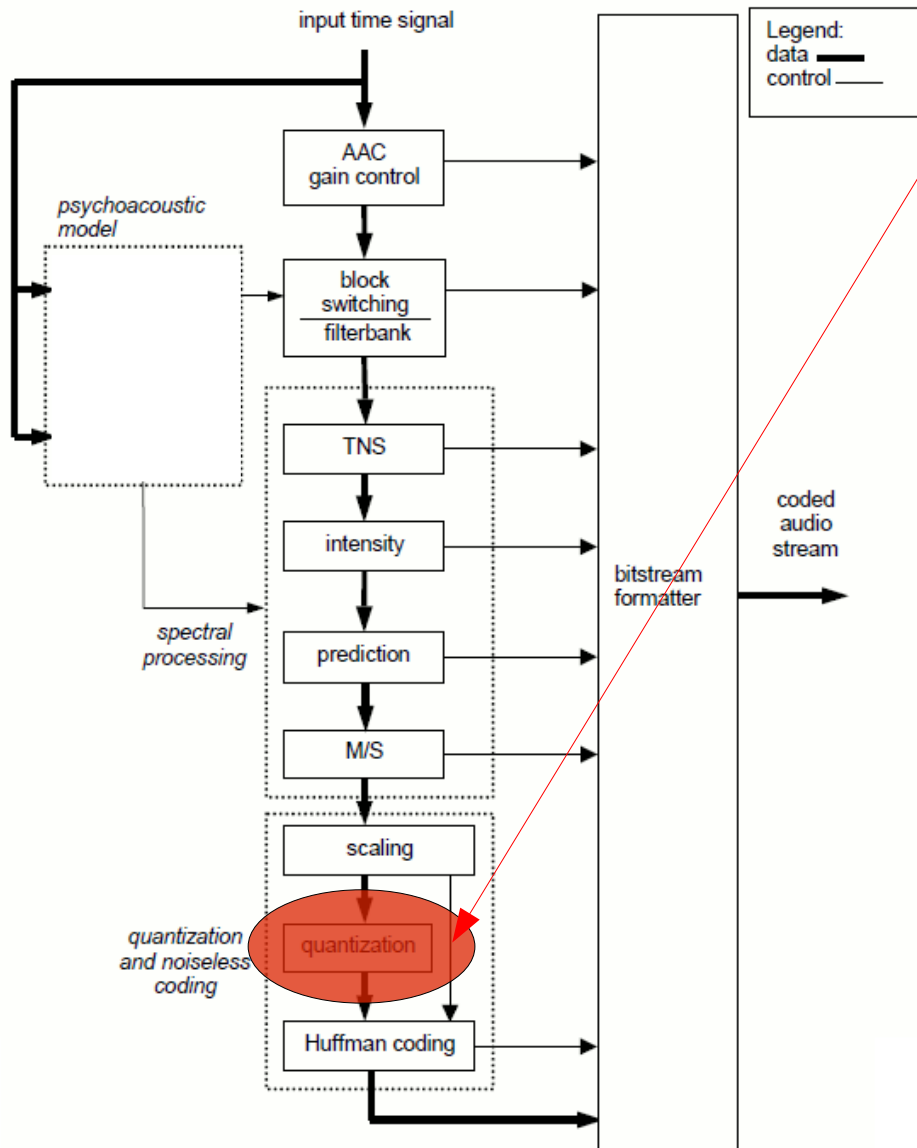 input time signal
Legend:
data
control
AAC
gain control
psychoacoustic
model
block
switching
filterbank
TNS
intensity
spectral
processing
prediction
M/S
scaling
quantization
quantization
and noiseless
coding
Huffman coding
bitstream
formatter
coded
audio
stream